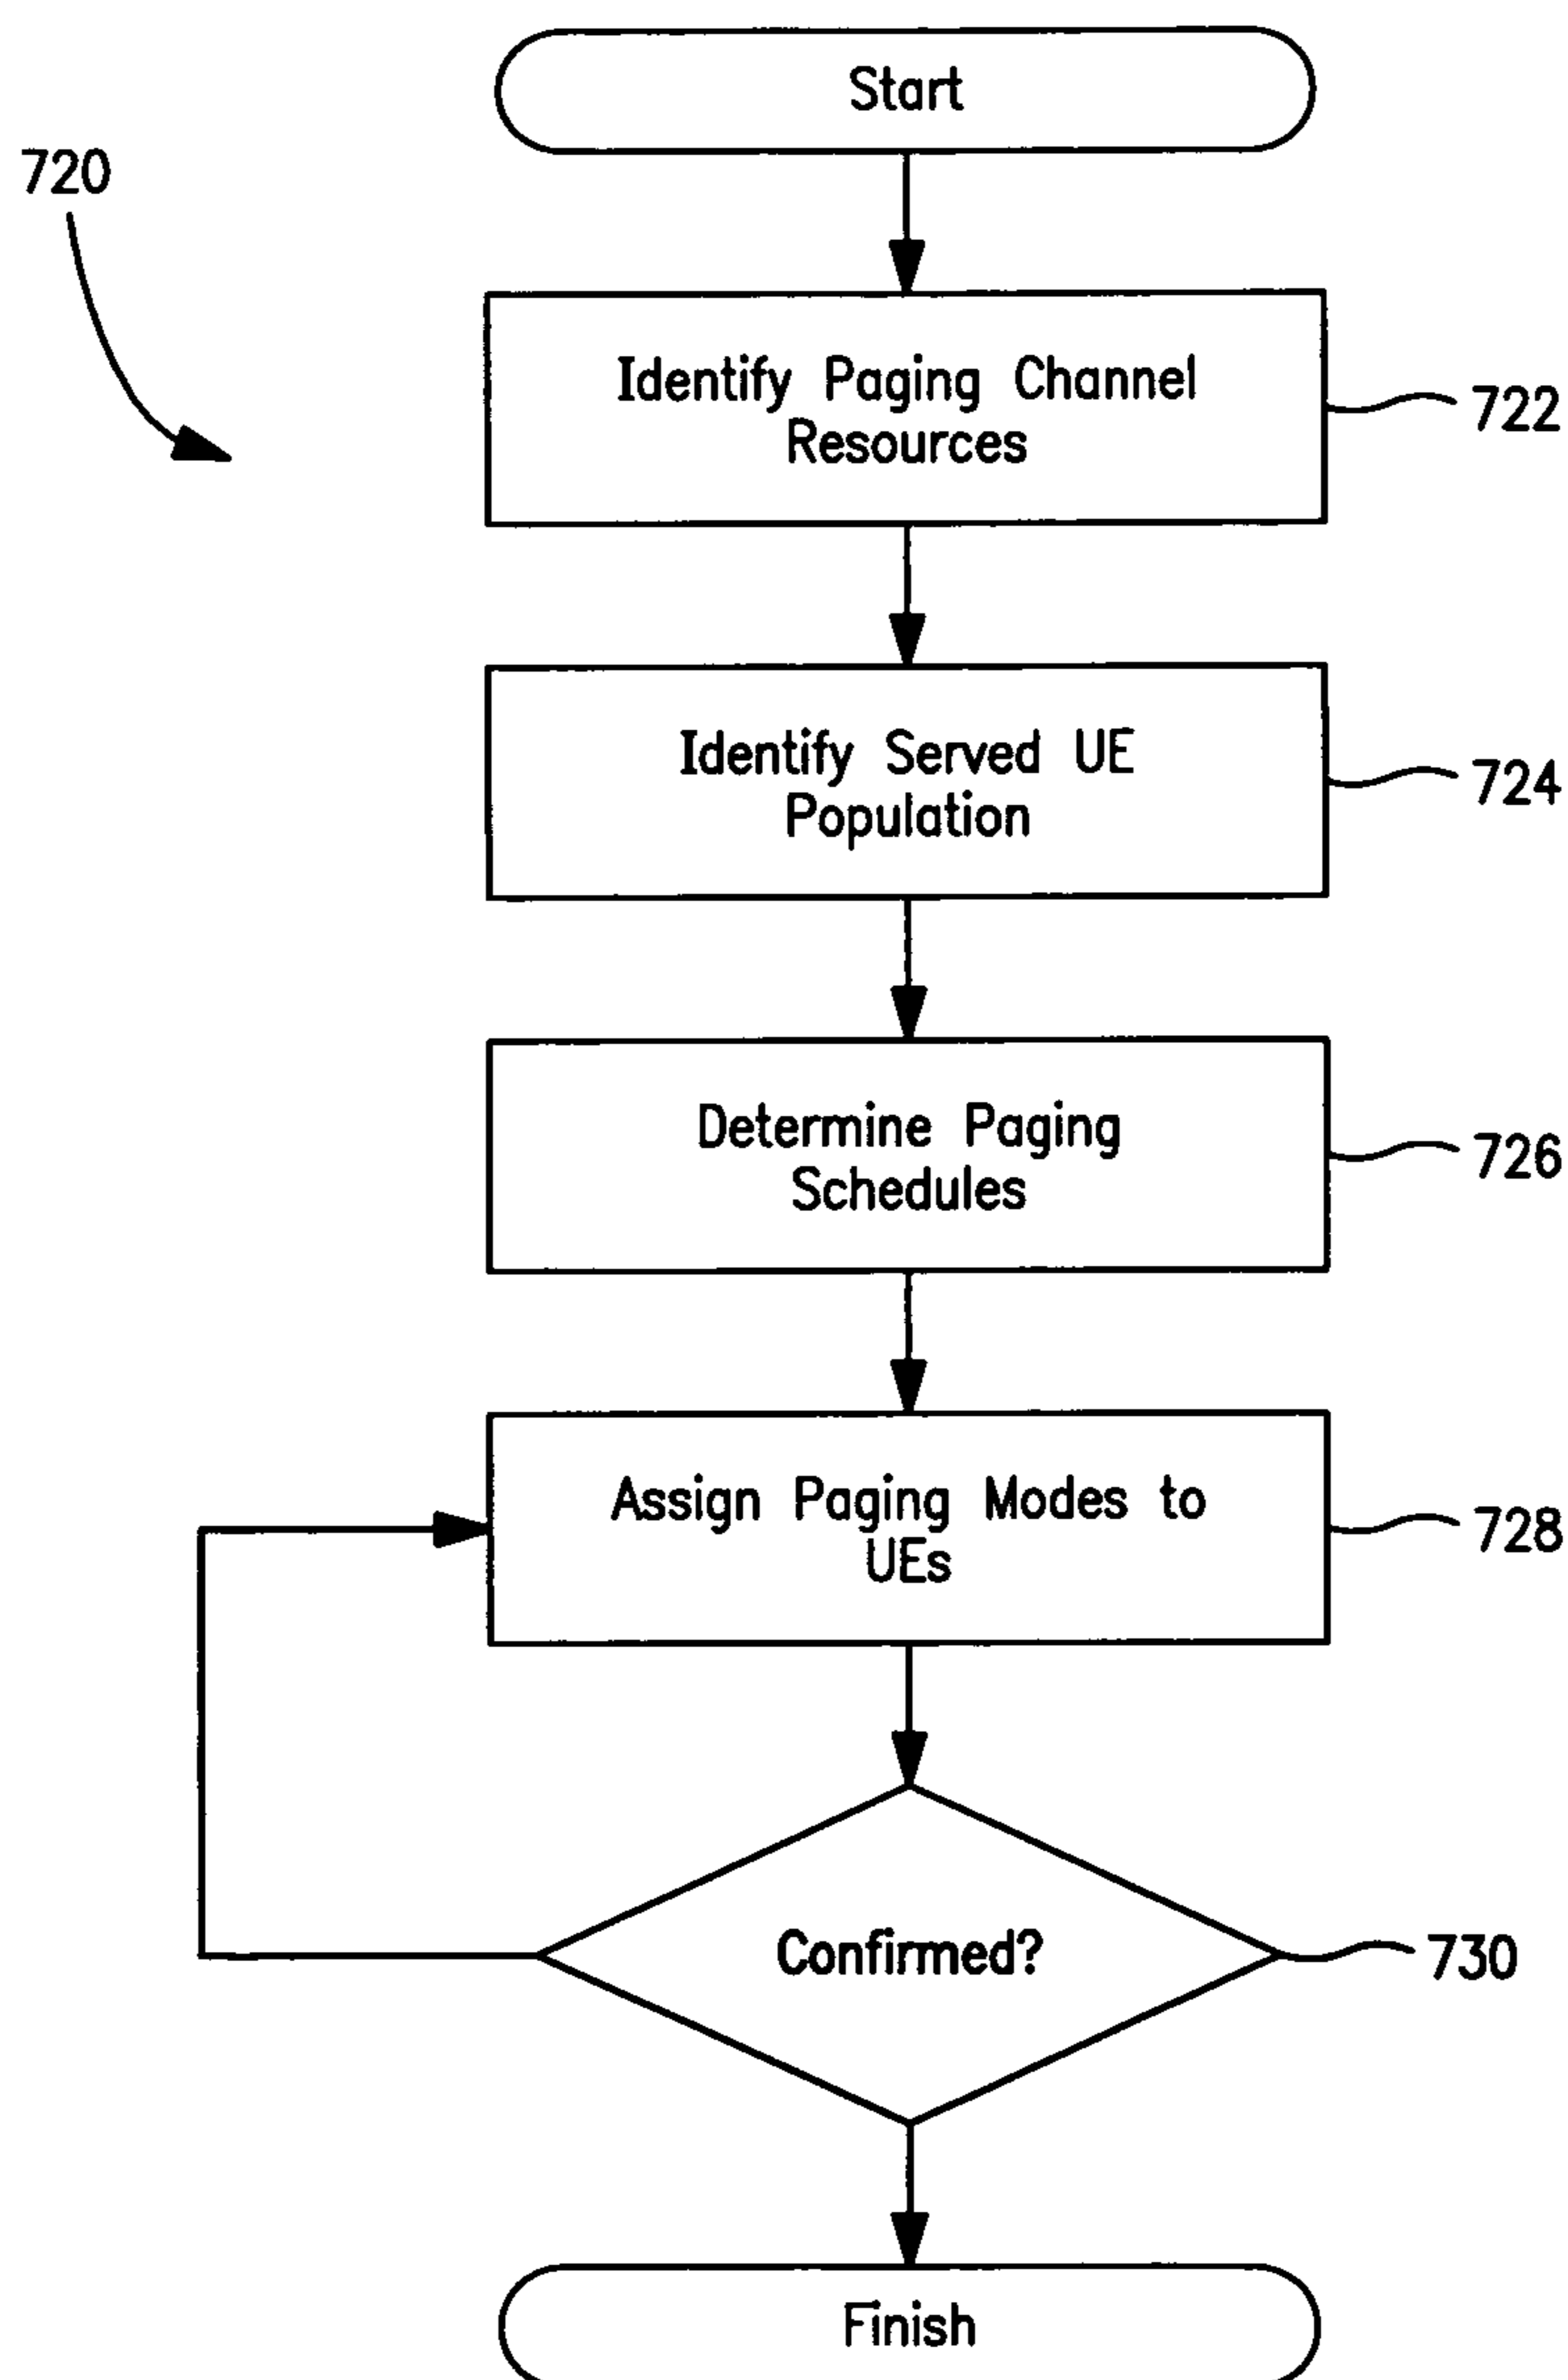 Start
720
Identify Paging Channel
Resources
722
Identify Served UE
Population
724
Determine Paging
Schedules
726
Assign Paging Modes to
UEs
728
Confirmed?
730
Finish